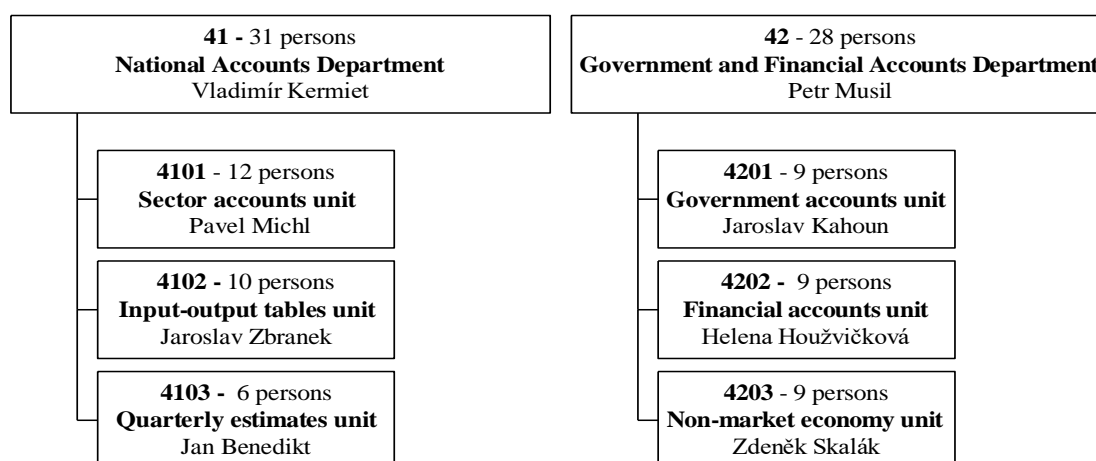 41 - 31 persons
National Accounts Department
Vladimír Kermiet
4101 - 12 persons
Sector accounts unit
Pavel Michl
4102 - 10 persons
Input-output tables unit
Jaroslav Zbranek
4103 - 6 persons
Quarterly estimates unit
Jan Benedikt
42 - 28 persons
Government and Financial Accounts Department
Petr Musil
4201 - 9 persons
Government accounts unit
Jaroslav Kahoun
4202 - 9 persons
Financial accounts unit
Helena Houžvičková
4203 - 9 persons
Non-market economy unit
Zdeněk Skalák